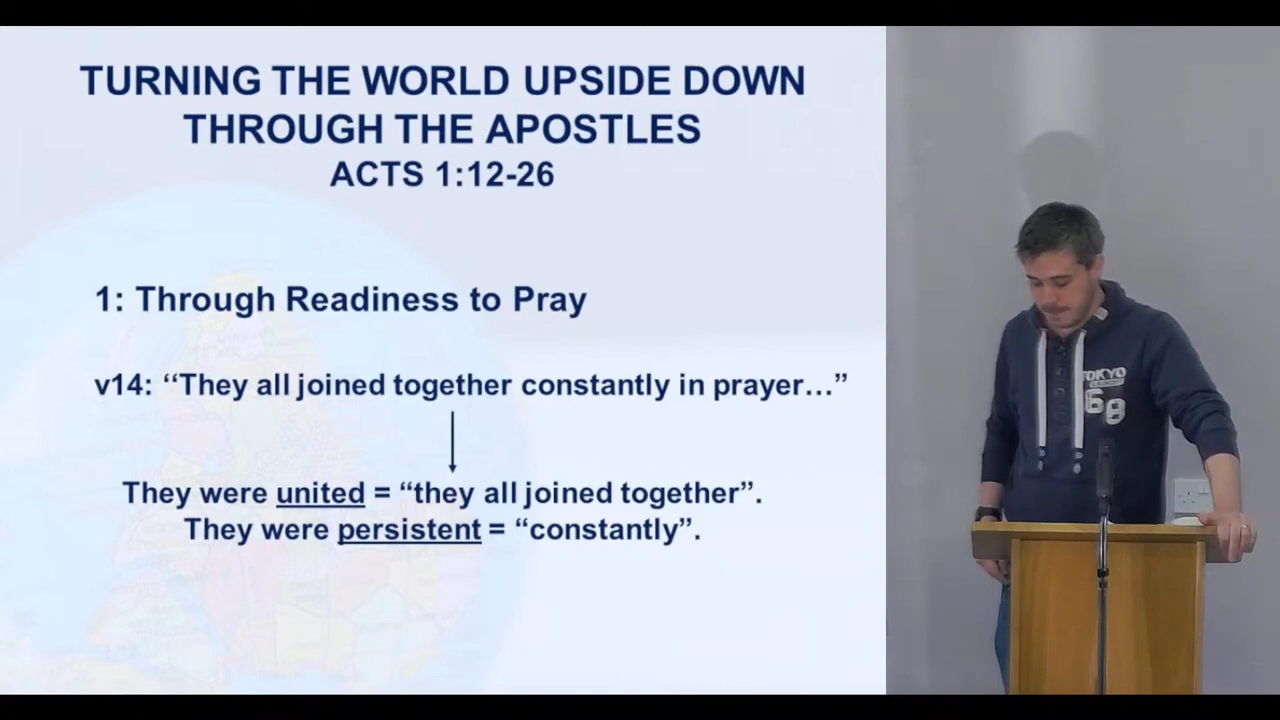 TURNING THE WORLD UPSIDE DOWN
THROUGH THE APOSTLES
ACTS 1:12-26
1: Through Readiness to Pray
v14: “They all joined together constantly in prayer…”
They were united = “they all joined together”.
They were persistent = “constantly”.
TOKYO
68